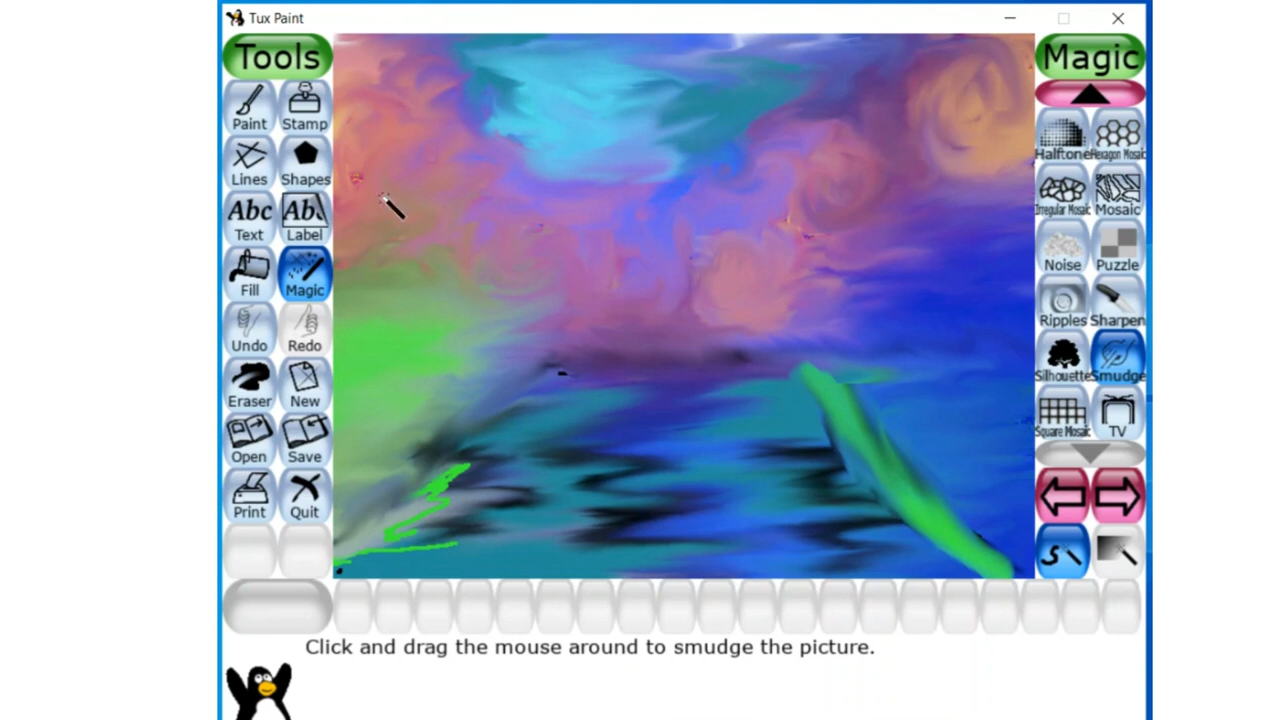 Tux Paint
Tools
Magic
Paint
Stamp
Lines
Shapes
Abc
Text
Abc
Label
Fill
Magic
Undo
Redo
Eraser
New
Open
Save
Print
Quit
Halftone
Hexagon Mosaic
Irregular Mosaic
Mosaic
Noise
Puzzle
Ripples
Sharpen
Silhouette
Smudge
Square Mosaic
TV
Click and drag the mouse around to smudge the picture.